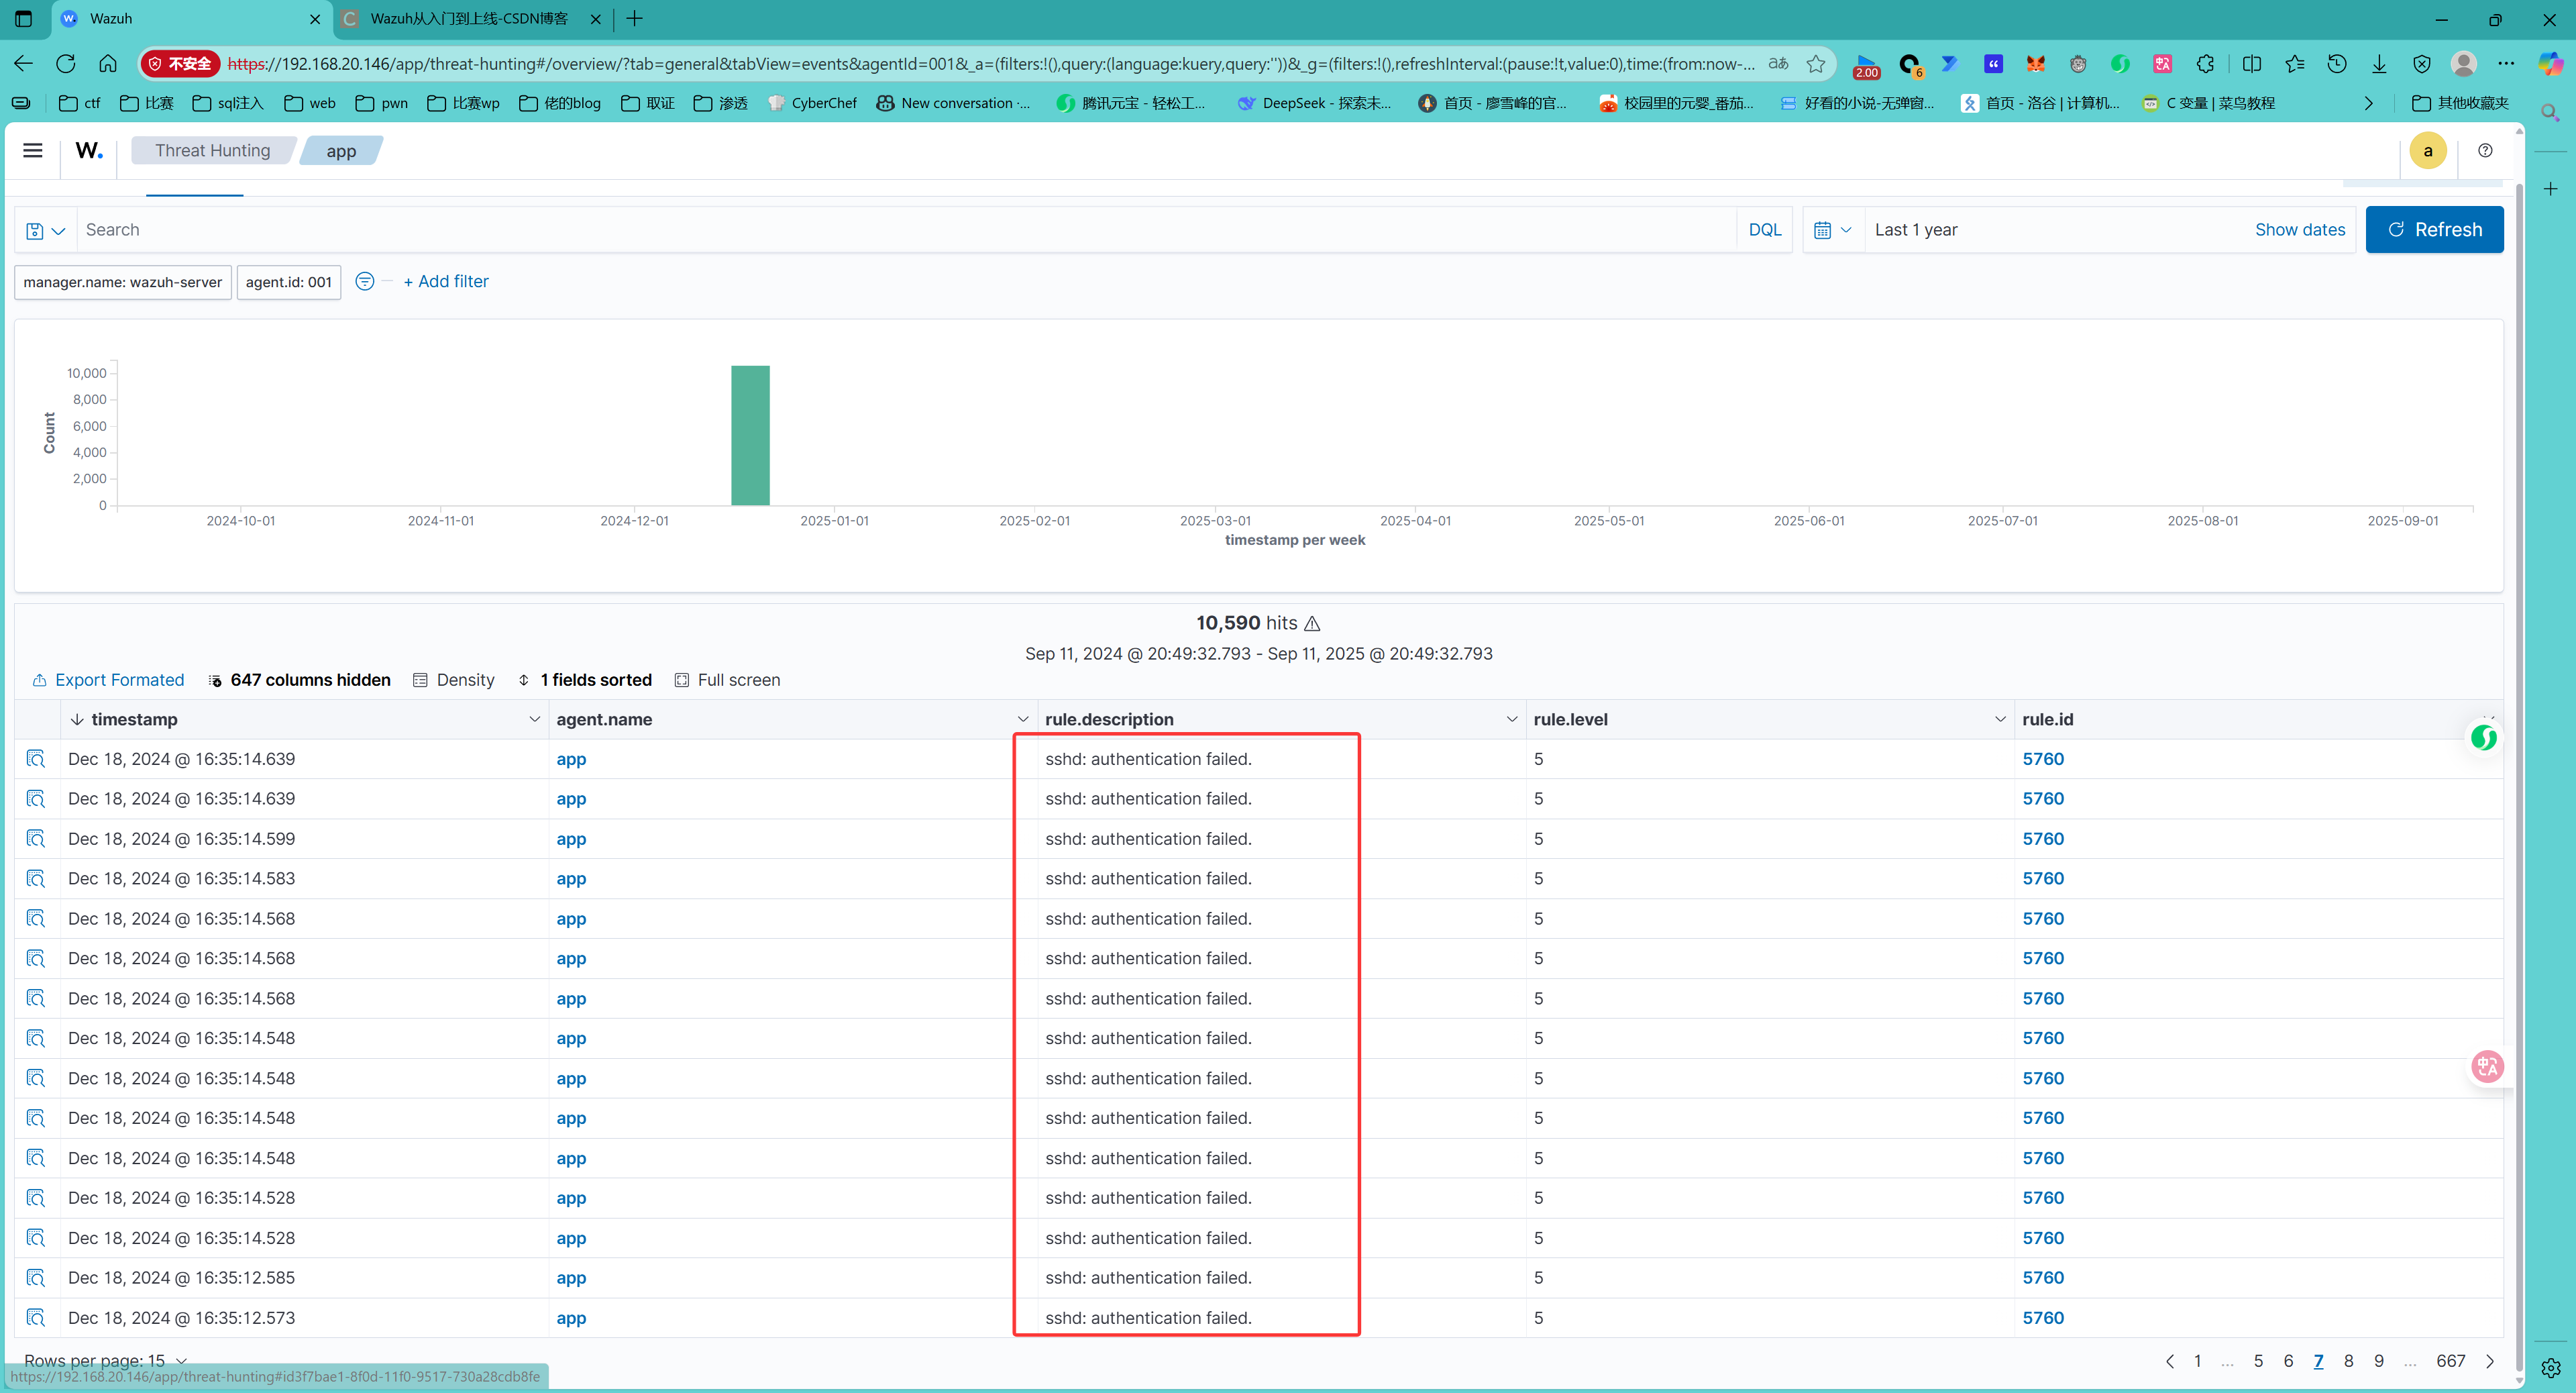 Wazuh
Wazuh从入门到上线-CSDN博客
不安全 https://192.168.20.146/app/threat-hunting#/overview/?tab=general&tabView=events&agentId=001&_a=(filters:!(),query:(language:kuery,query:''))&_g=(filters:!(),refreshInterval:(pause:!t,value:0),time:(from:now-...
2.00
6
ctf 比赛 sql注入 web pwn 比赛wp 佬的blog 取证 渗透 CyberChef New conversation ·... 腾讯元宝 - 轻松工... DeepSeek - 探索未... 首页 - 廖雪峰的官... 校园里的元婴_番茄... 好看的小说-无弹窗... 首页 - 洛谷 | 计算机... C 变量 | 菜鸟教程 其他收藏夹
W. Threat Hunting app a
Search DQL Last 1 year Show dates Refresh
manager.name: wazuh-server agent.id: 001 + Add filter
Count
10,000
8,000
6,000
4,000
2,000
0
2024-10-01 2024-11-01 2024-12-01 2025-01-01 2025-02-01 2025-03-01 2025-04-01 2025-05-01 2025-06-01 2025-07-01 2025-08-01 2025-09-01
timestamp per week
10,590 hits
Sep 11, 2024 @ 20:49:32.793 - Sep 11, 2025 @ 20:49:32.793
Export Formated 647 columns hidden Density 1 fields sorted Full screen
timestamp agent.name rule.description rule.level rule.id
Dec 18, 2024 @ 16:35:14.639 app sshd: authentication failed. 5 5760
Dec 18, 2024 @ 16:35:14.639 app sshd: authentication failed. 5 5760
Dec 18, 2024 @ 16:35:14.599 app sshd: authentication failed. 5 5760
Dec 18, 2024 @ 16:35:14.583 app sshd: authentication failed. 5 5760
Dec 18, 2024 @ 16:35:14.568 app sshd: authentication failed. 5 5760
Dec 18, 2024 @ 16:35:14.568 app sshd: authentication failed. 5 5760
Dec 18, 2024 @ 16:35:14.568 app sshd: authentication failed. 5 5760
Dec 18, 2024 @ 16:35:14.548 app sshd: authentication failed. 5 5760
Dec 18, 2024 @ 16:35:14.548 app sshd: authentication failed. 5 5760
Dec 18, 2024 @ 16:35:14.548 app sshd: authentication failed. 5 5760
Dec 18, 2024 @ 16:35:14.548 app sshd: authentication failed. 5 5760
Dec 18, 2024 @ 16:35:14.528 app sshd: authentication failed. 5 5760
Dec 18, 2024 @ 16:35:14.528 app sshd: authentication failed. 5 5760
Dec 18, 2024 @ 16:35:12.585 app sshd: authentication failed. 5 5760
Dec 18, 2024 @ 16:35:12.573 app sshd: authentication failed. 5 5760
Rows per page: 15 1 ... 5 6 7 8 9 ... 667
https://192.168.20.146/app/threat-hunting#id3f7bae1-8f0d-11f0-9517-730a28cdb8fe